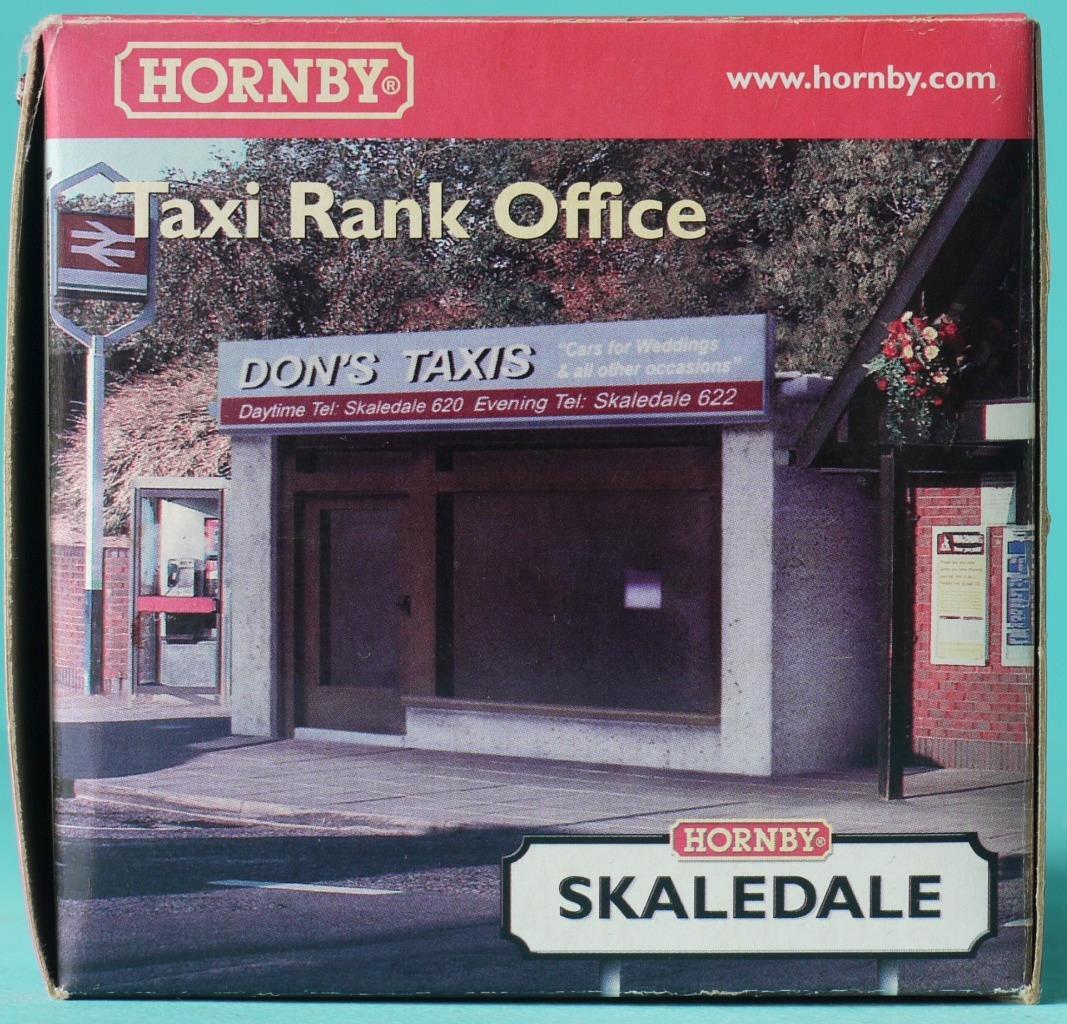 HORNBY®
www.hornby.com
Taxi Rank Office
DON'S TAXIS
"Cars for Weddings
& all other occasions"
Daytime Tel: Skaledale 620 Evening Tel: Skaledale 622
WARNING
HORNBY®
SKALEDALE